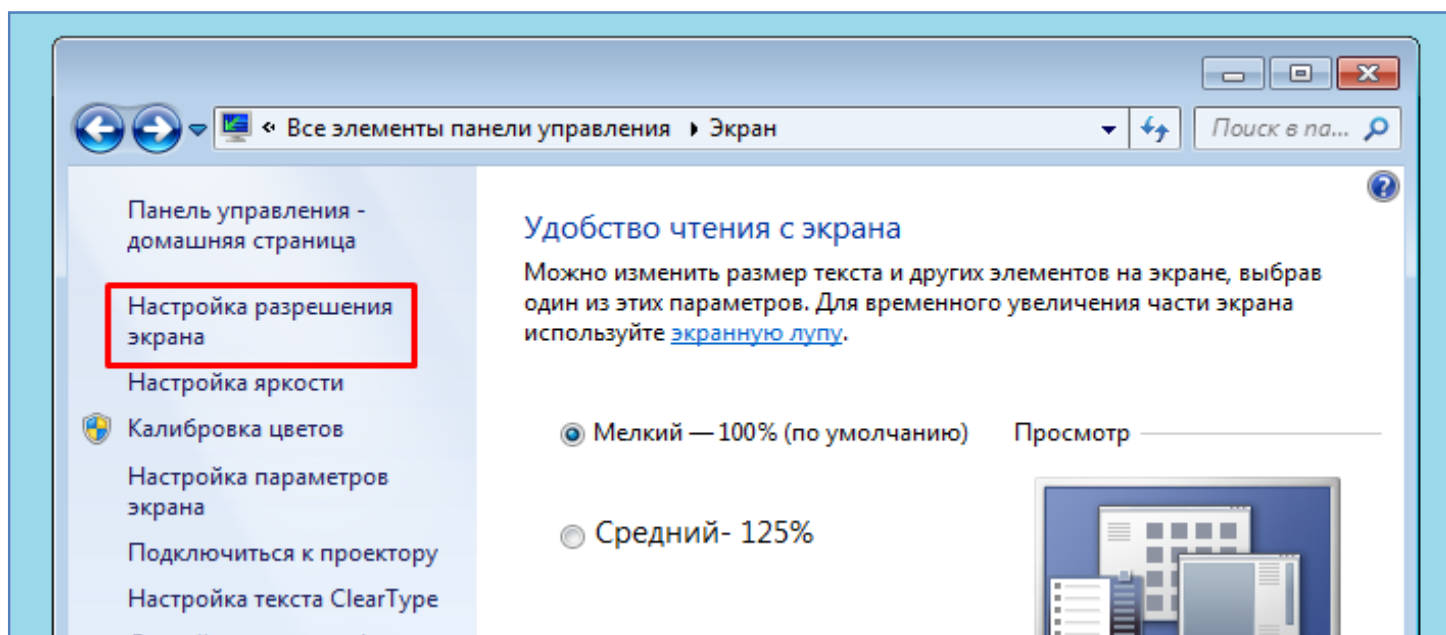 « Все элементы панели управления ▸ Экран
Поиск в па...
Панель управления -
домашняя страница
Настройка разрешения
экрана
Настройка яркости
Калибровка цветов
Настройка параметров
экрана
Подключиться к проектору
Настройка текста ClearType
Удобство чтения с экрана
Можно изменить размер текста и других элементов на экране, выбрав
один из этих параметров. Для временного увеличения части экрана
используйте экранную лупу.
Мелкий — 100% (по умолчанию)
Просмотр
Средний- 125%